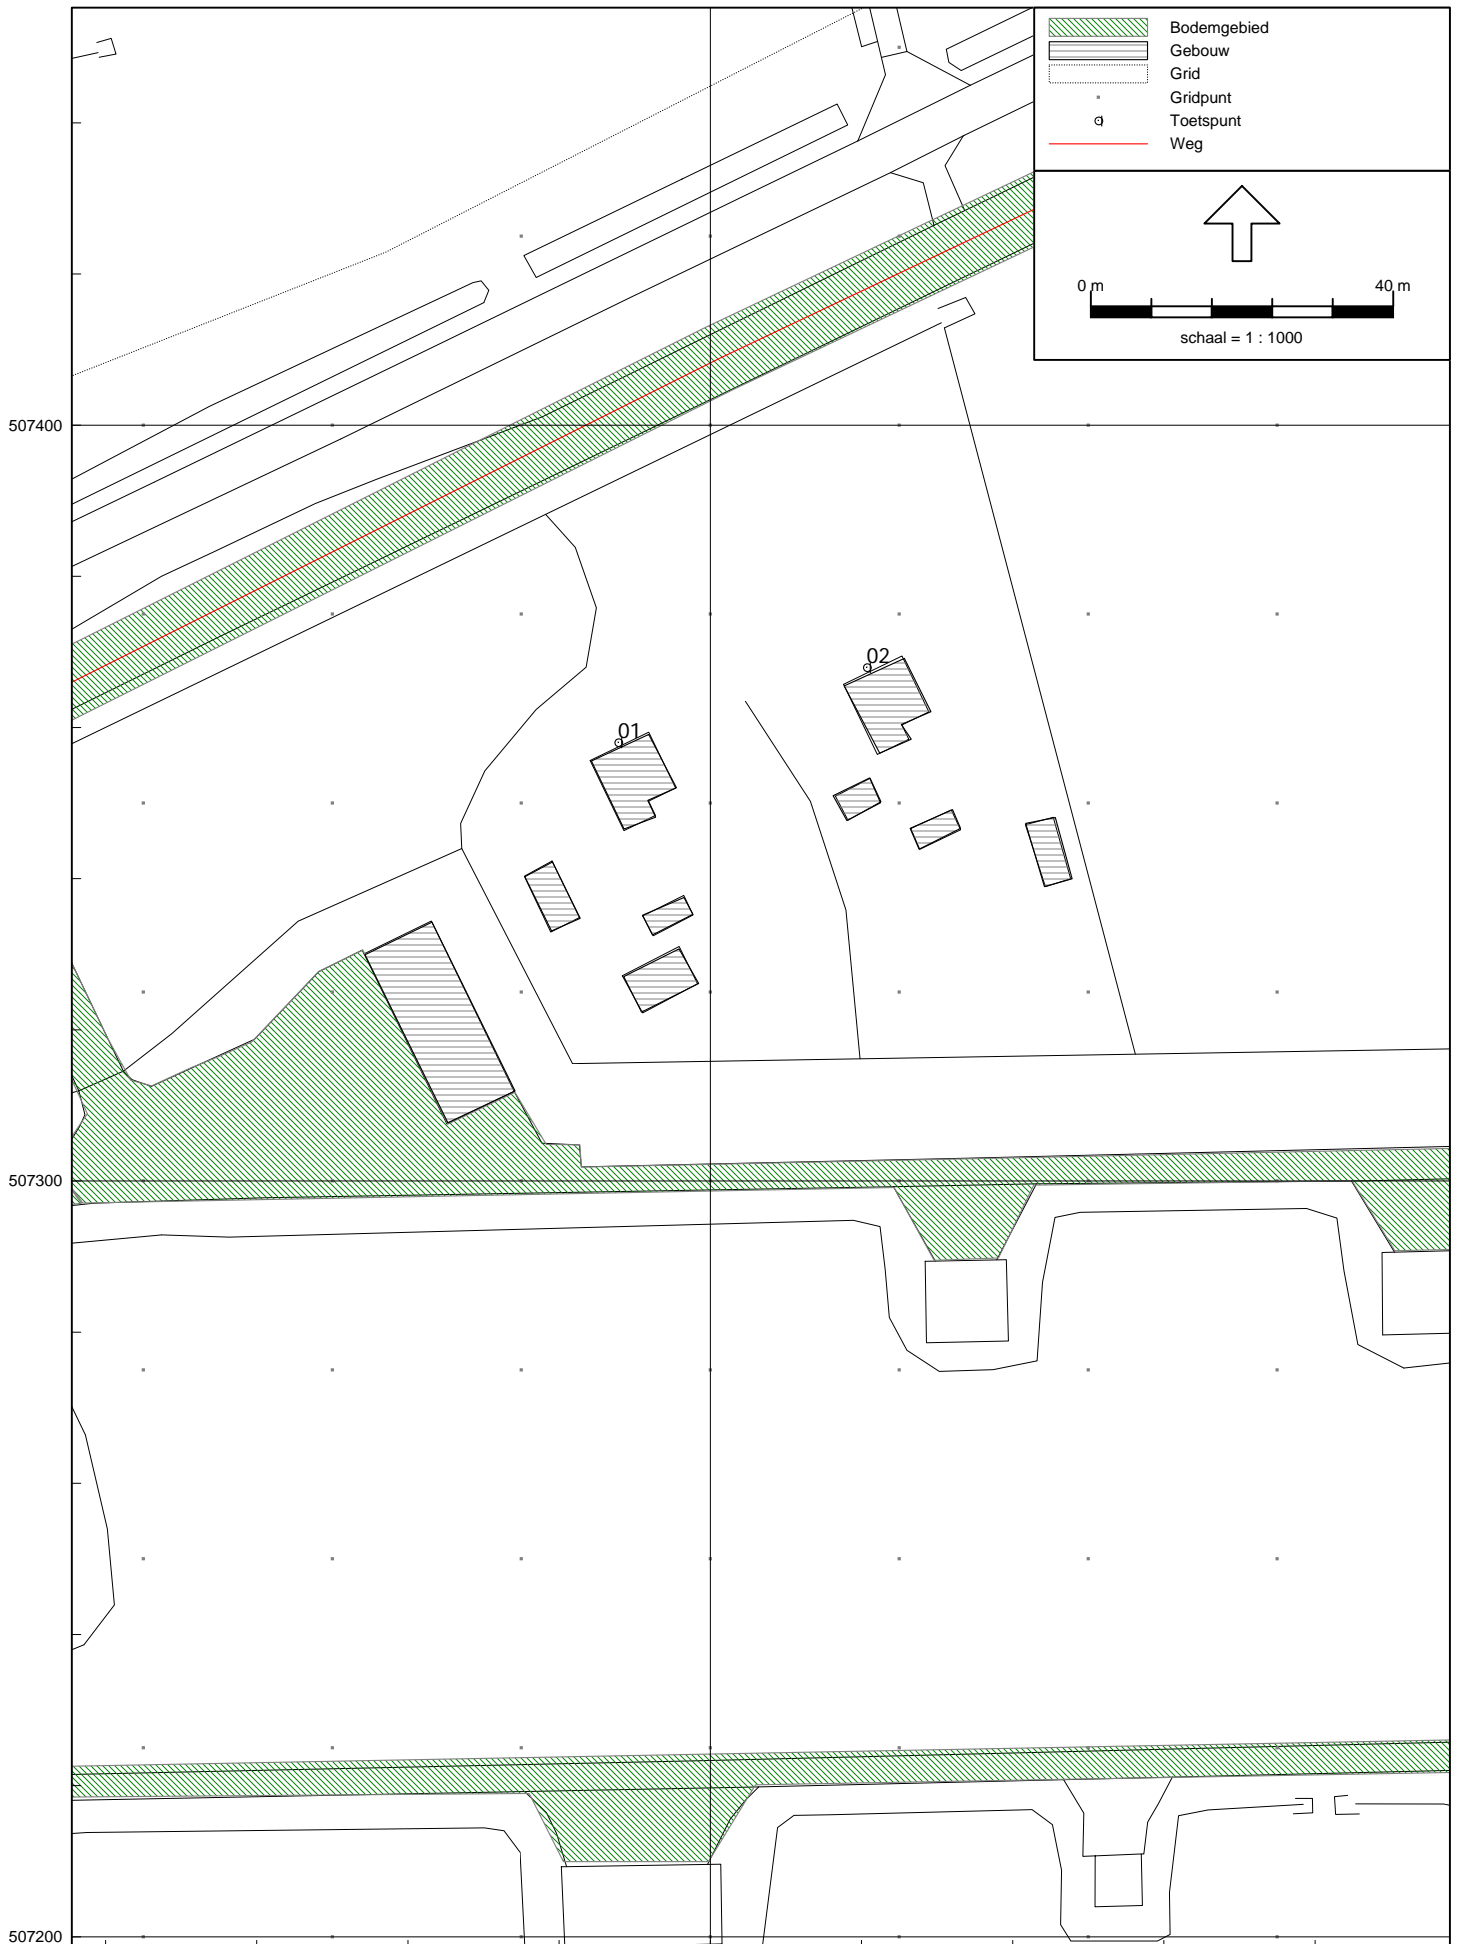 Bodemgebied
Gebouw
Grid
Gridpunt
Toetspunt
Weg
0 m 40 m
schaal = 1 : 1000
507400
02
01
507300
507200